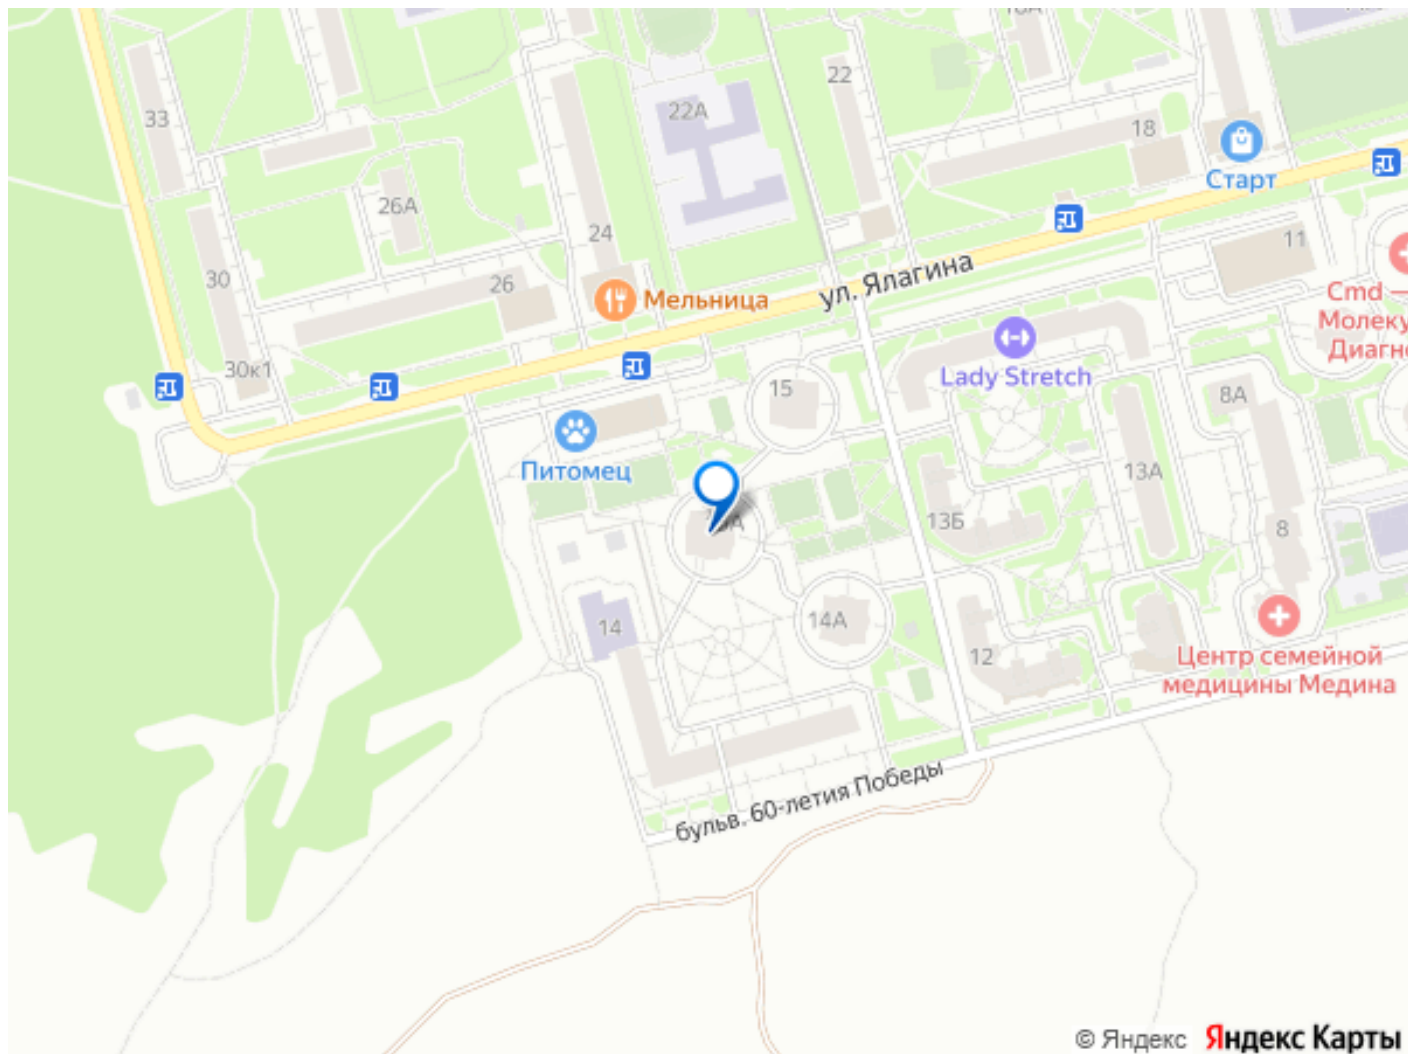 33
22
22А
18
Старт
26А
24
30
26
11
ул. Ялагина
Мельница
Cmd —
Молеку
Диагно
30к1
Lady Stretch
15
8А
Питомец
13А
13Б
8
14
14А
12
Центр семейной
медицины Медина
бульв. 60-летия Победы
© Яндекс
Яндекс Карты